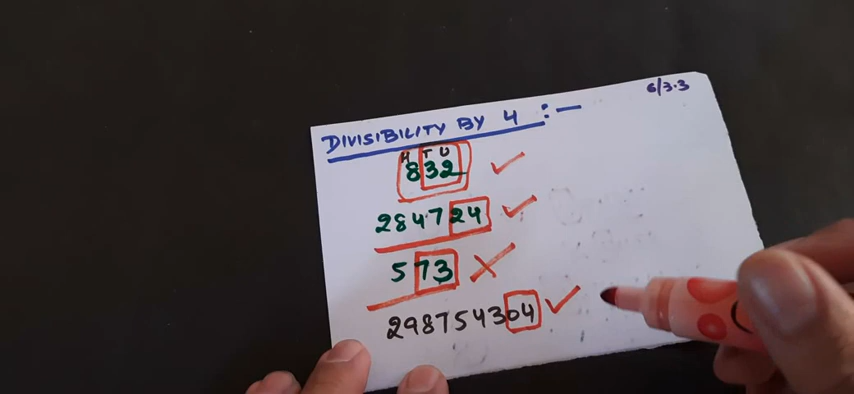 6/3.3
DIVISIBILITY BY 4 :-
H T U
832 ✓
284724 ✓
573 ✗
298754304 ✓